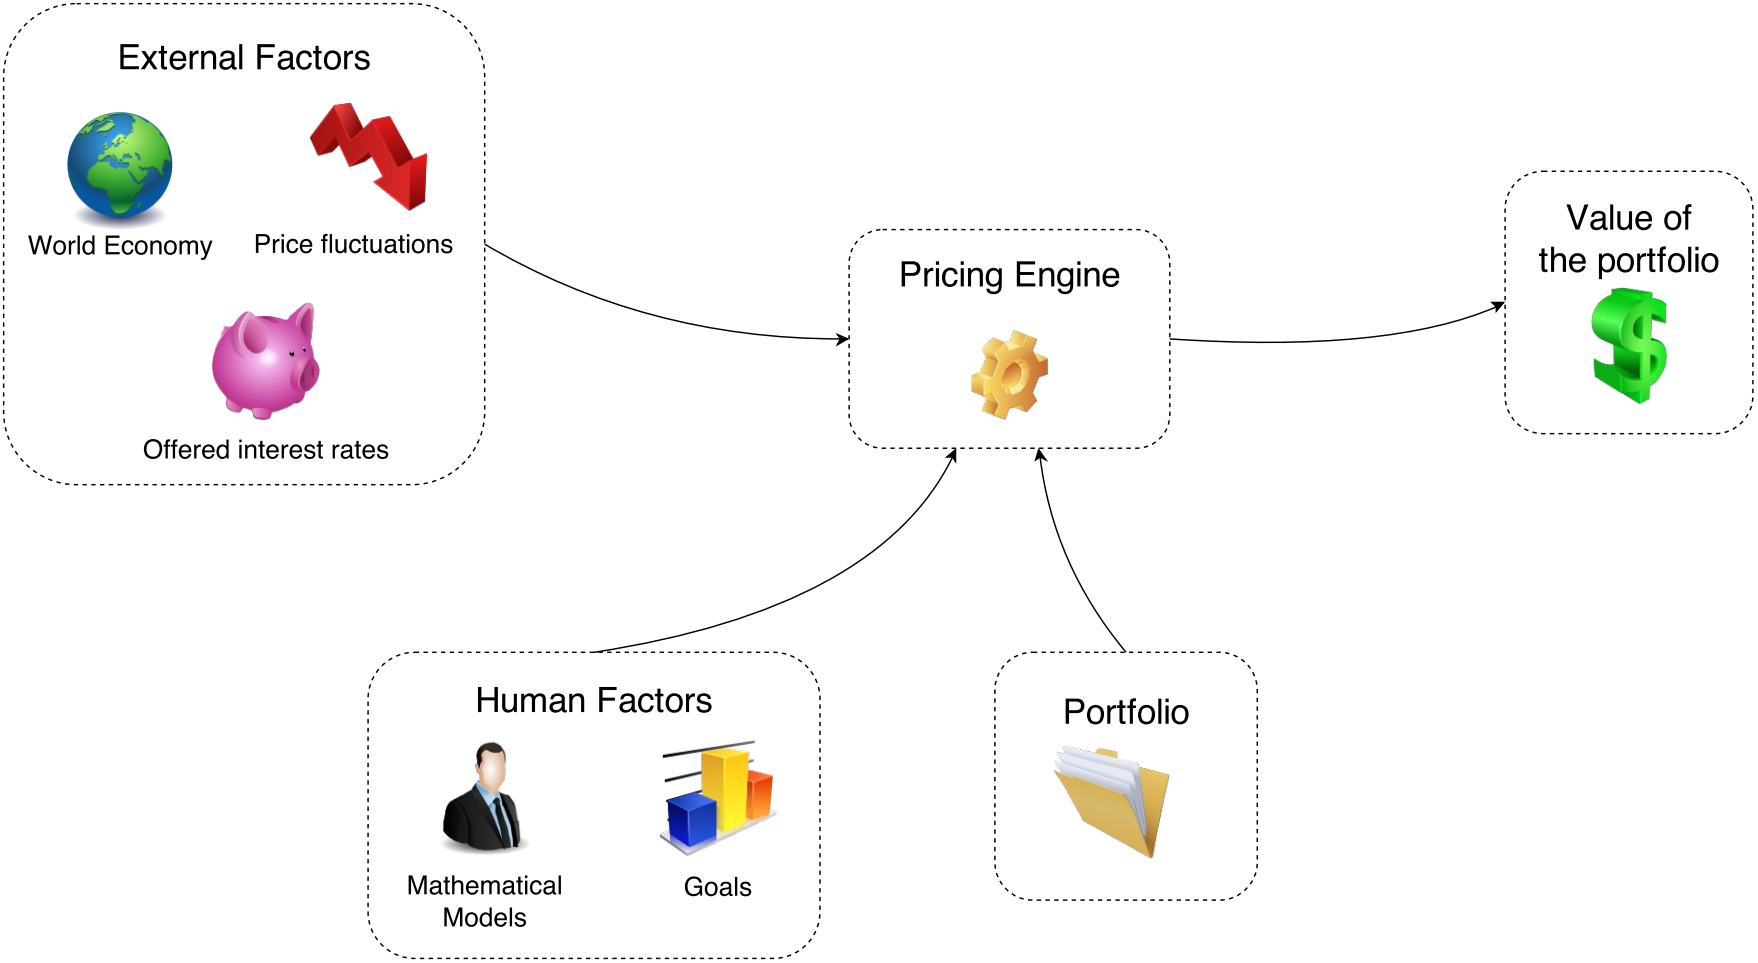 External Factors
World Economy
Price fluctuations
Offered interest rates
Pricing Engine
Value of
the portfolio
Human Factors
Mathematical
Models
Goals
Portfolio